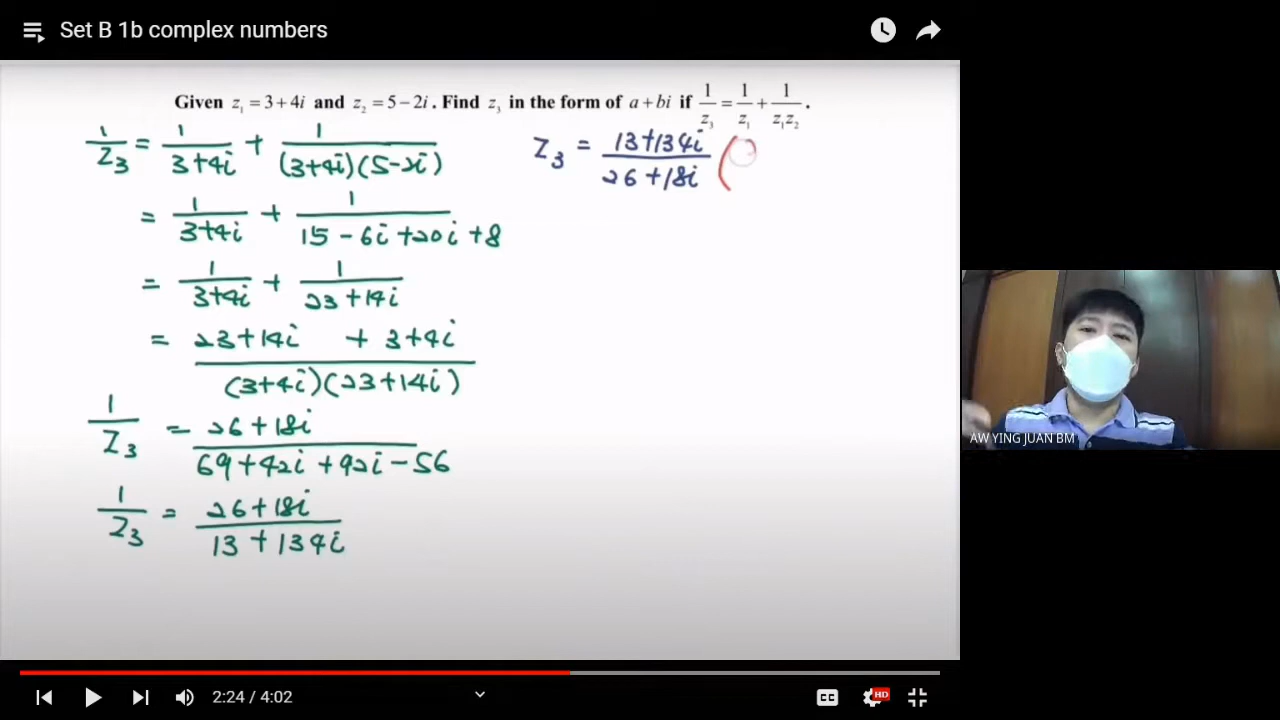 Set B 1b complex numbers
Given z₁ = 3 + 4i and z₂ = 5 − 2i. Find z₃ in the form of a + bi if 1/z₃ = 1/z₁ + 1/(z₁z₂).
1/z₃ = 1/(3+4i) + 1/((3+4i)(5-2i))
= 1/(3+4i) + 1/(15 - 6i + 20i + 8)
= 1/(3+4i) + 1/(23+14i)
= (23+14i + 3+4i)/((3+4i)(23+14i))
1/z₃ = (26+18i)/(69+42i+92i-56)
1/z₃ = (26+18i)/(13+134i)
z₃ = (13+134i)/(26+18i) (
AW YING JUAN BM
2:24 / 4:02
CC
HD